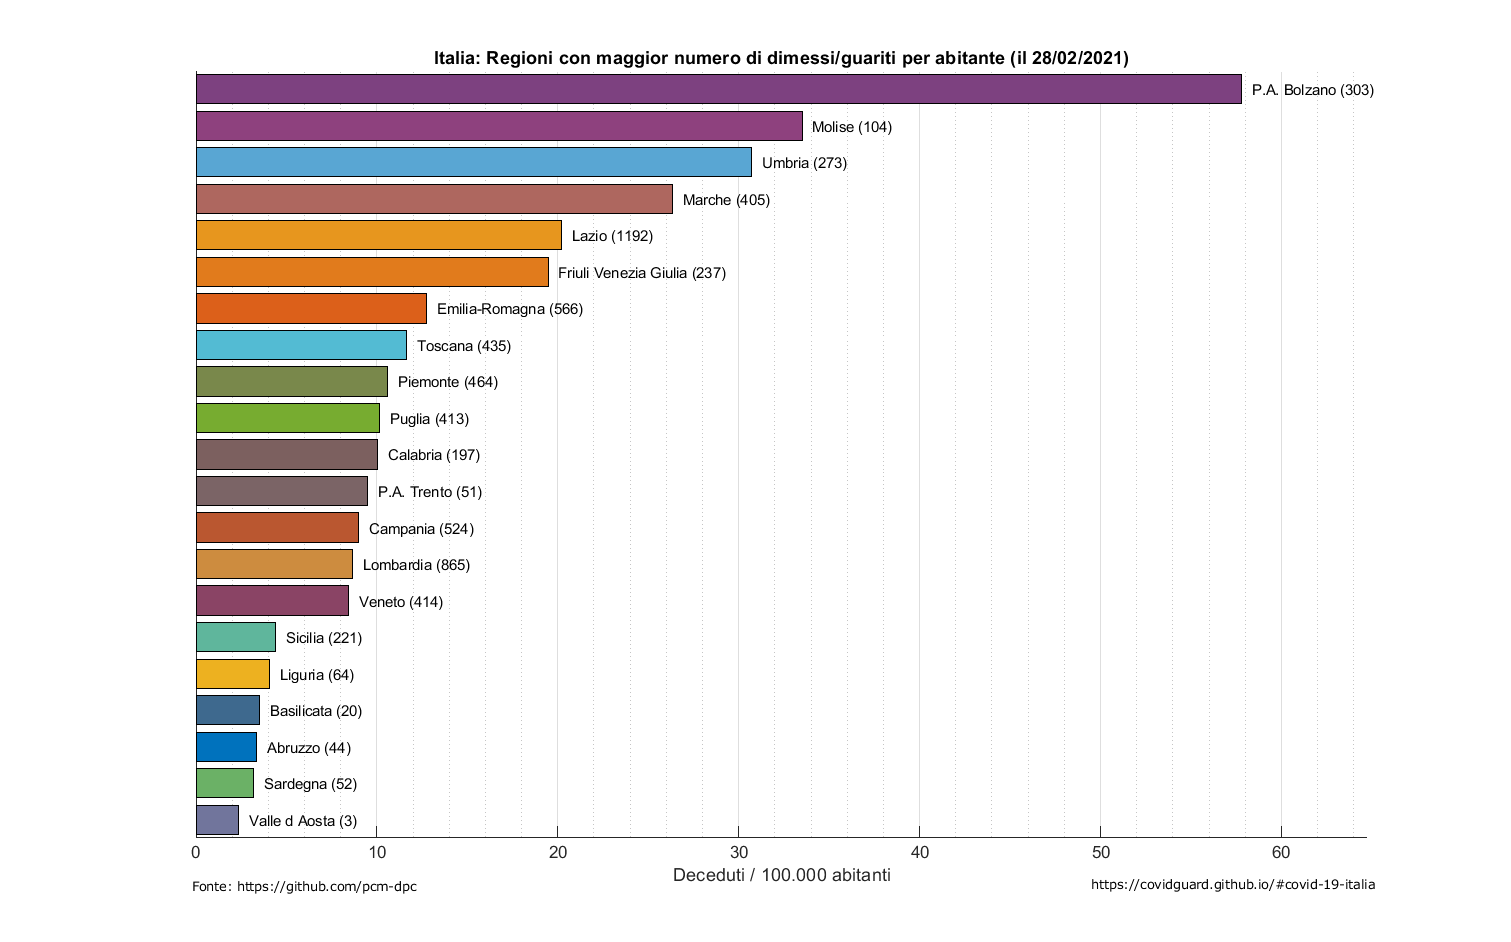 Italia: Regioni con maggior numero di dimessi/guariti per abitante (il 28/02/2021)
P.A. Bolzano (303)
Molise (104)
Umbria (273)
Marche (405)
Lazio (1192)
Friuli Venezia Giulia (237)
Emilia-Romagna (566)
Toscana (435)
Piemonte (464)
Puglia (413)
Calabria (197)
P.A. Trento (51)
Campania (524)
Lombardia (865)
Veneto (414)
Sicilia (221)
Liguria (64)
Basilicata (20)
Abruzzo (44)
Sardegna (52)
Valle d Aosta (3)
0 10 20 30 40 50 60
Deceduti / 100.000 abitanti
Fonte: https://github.com/pcm-dpc
https://covidguard.github.io/#covid-19-italia